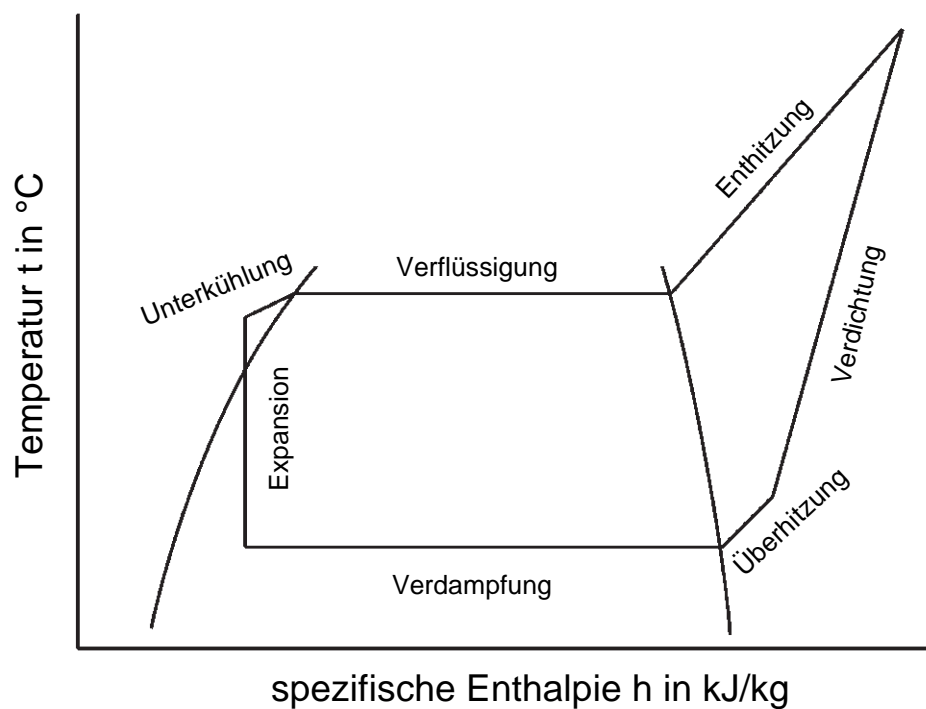 Temperatur t in °C
Enthitzung
Unterkühlung
Verflüssigung
Verdichtung
Expansion
Überhitzung
Verdampfung
spezifische Enthalpie h in kJ/kg